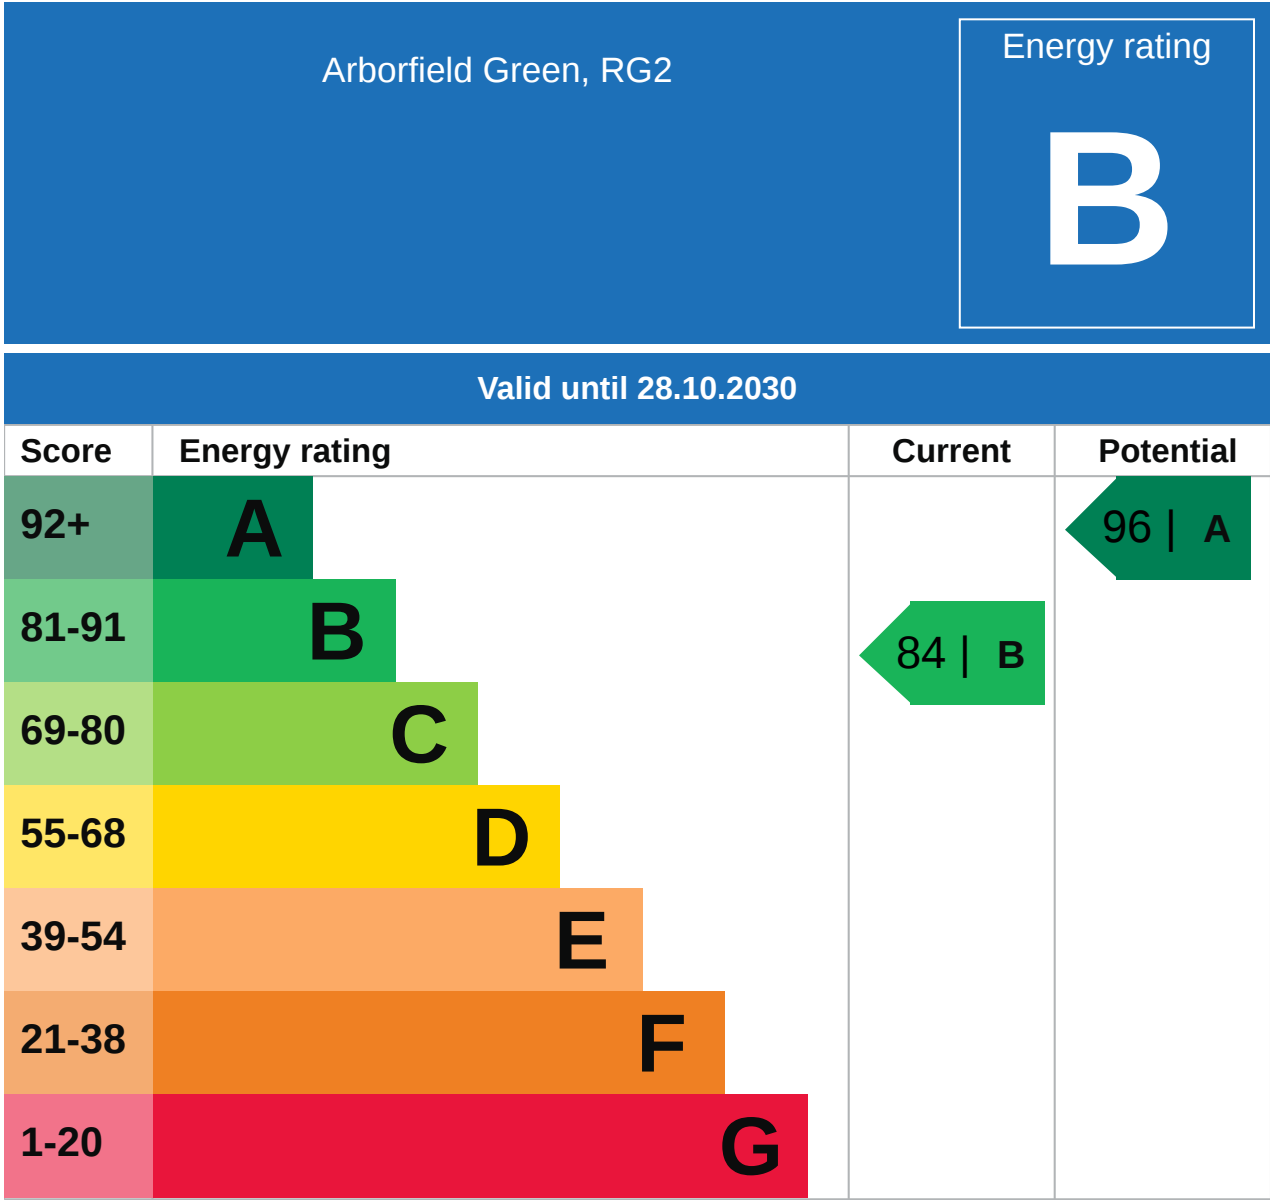 Arborfield Green, RG2
Energy rating
B
Valid until 28.10.2030
Score Energy rating Current Potential
92+ A 96 | A
81-91 B 84 | B
69-80 C
55-68 D
39-54 E
21-38 F
1-20 G